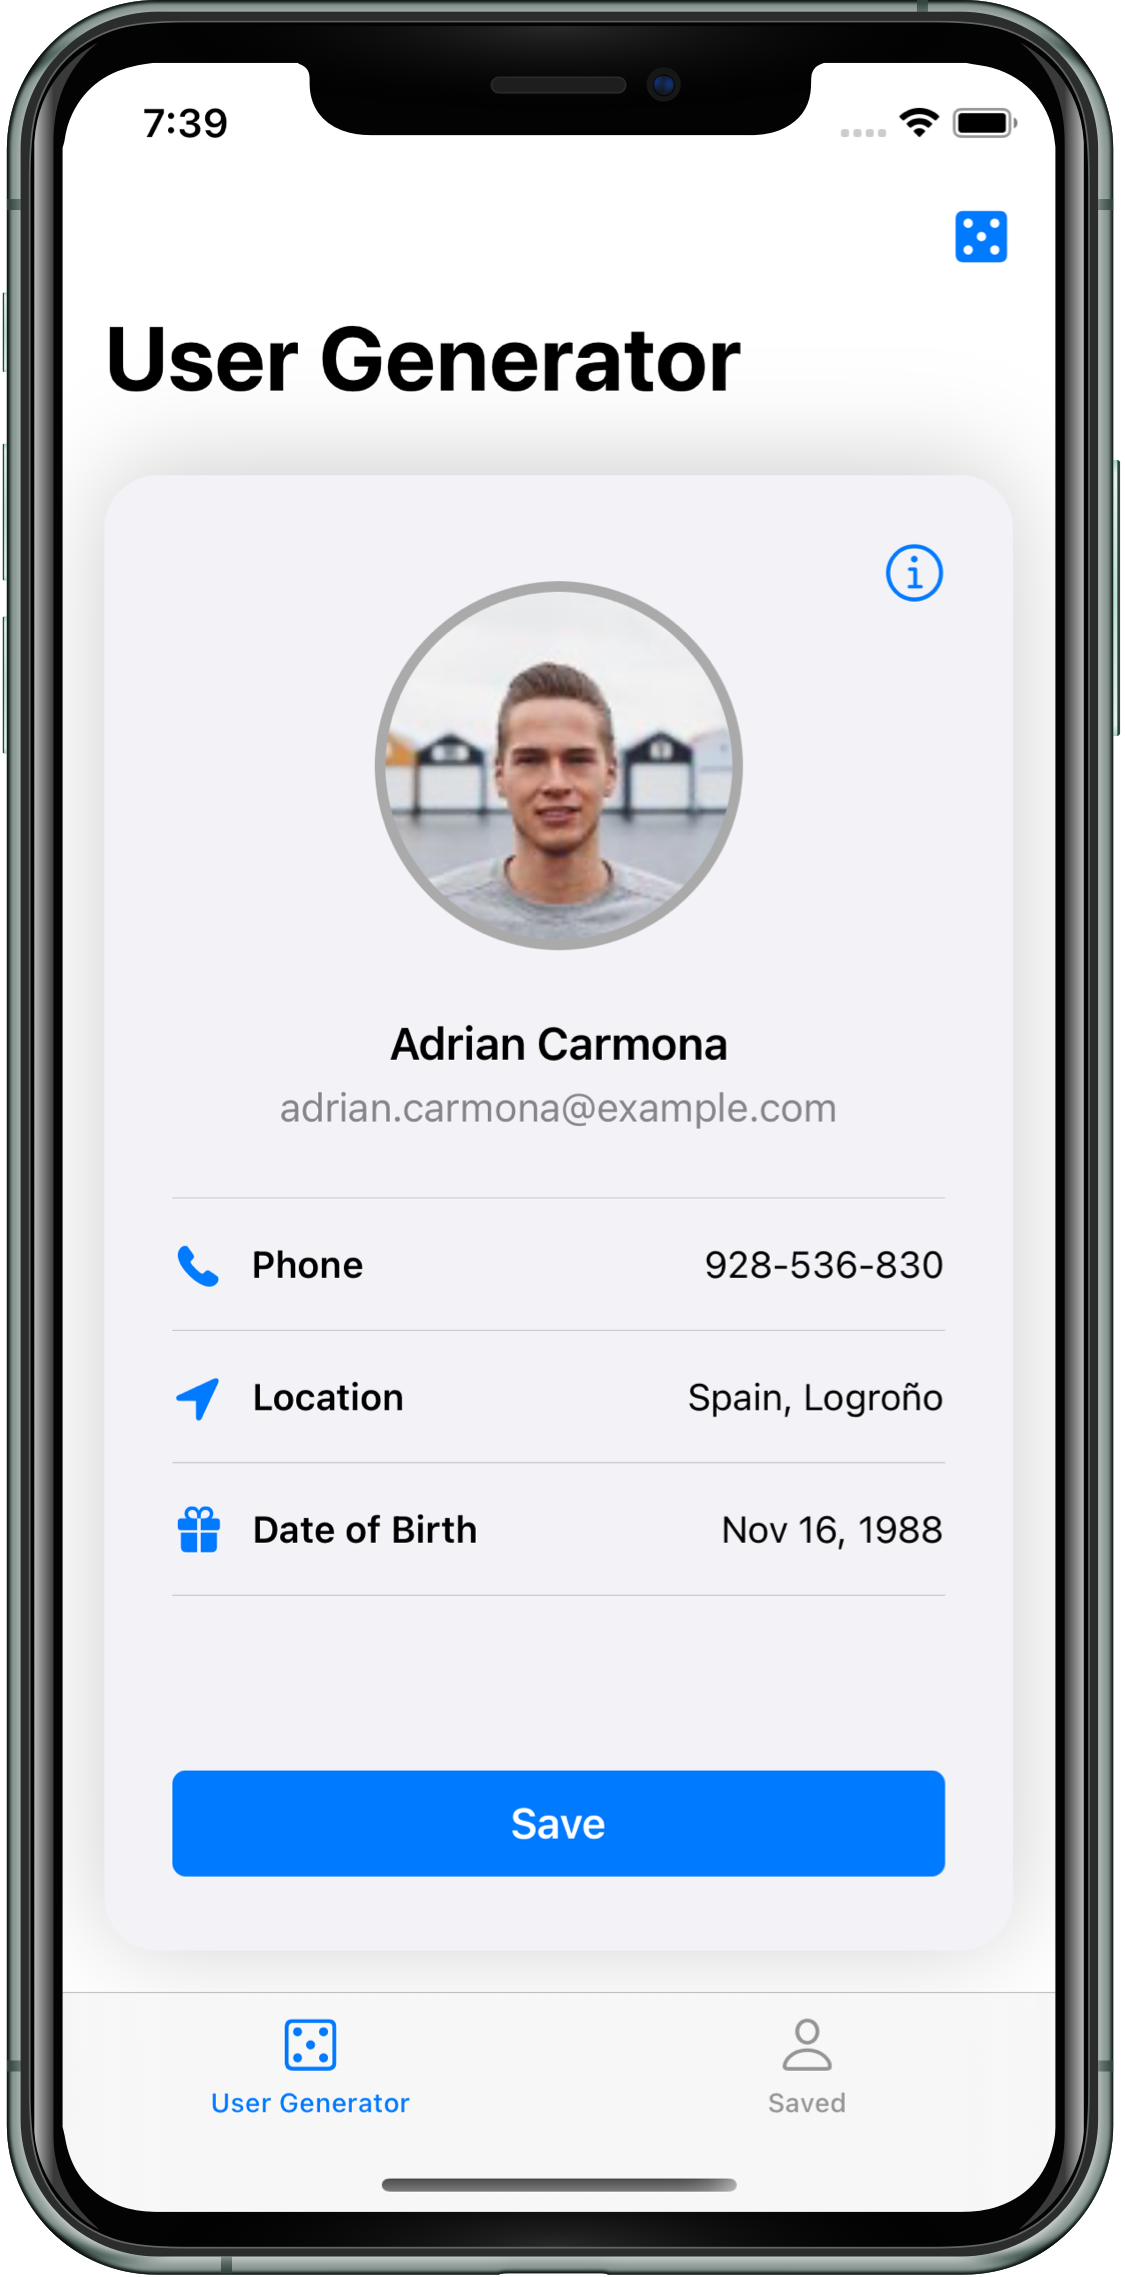 7:39
User Generator
Adrian Carmona
adrian.carmona@example.com
Phone 928-536-830
Location Spain, Logroño
Date of Birth Nov 16, 1988
Save
User Generator Saved